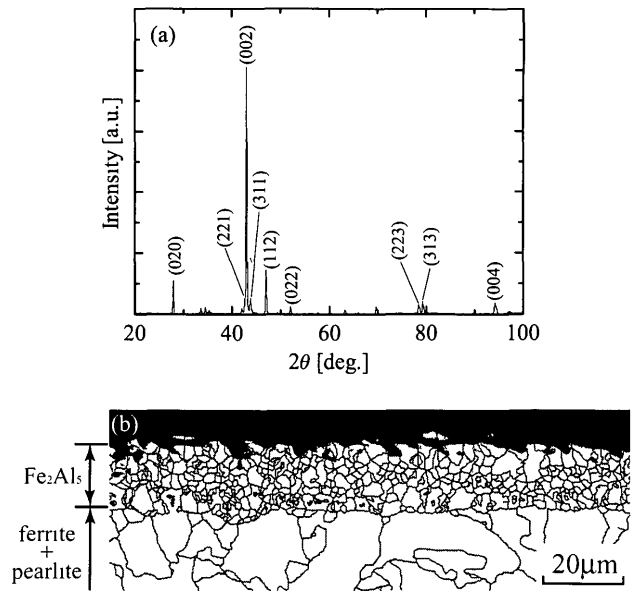 (a)
(002)
(311)
(221)
(112)
(020)
(022)
(223)
(313)
(004)
Intensity [a.u.]
20 40 60 80 100
2θ [deg.]
(b)
Fe₂Al₅
ferrite
+
pearlite
20μm